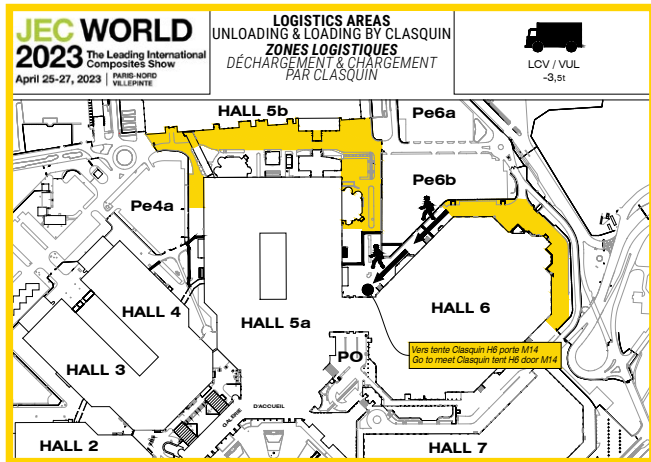 JEC WORLD
2023 The Leading International
Composites Show
April 25-27, 2023 | PARIS-NORD
VILLEPINTE
LOGISTICS AREAS
UNLOADING & LOADING BY CLASQUIN
ZONES LOGISTIQUES
DÉCHARGEMENT & CHARGEMENT
PAR CLASQUIN
LCV / VUL
-3,5t
HALL 5b
Pe6a
Pe6b
Pe4a
HALL 4
HALL 5a
HALL 6
Vers tente Clasquin H6 porte M14
Go to meet Clasquin tent H6 door M14
PO
HALL 3
GALERIE
D'ACCUEIL
HALL 2
HALL 7